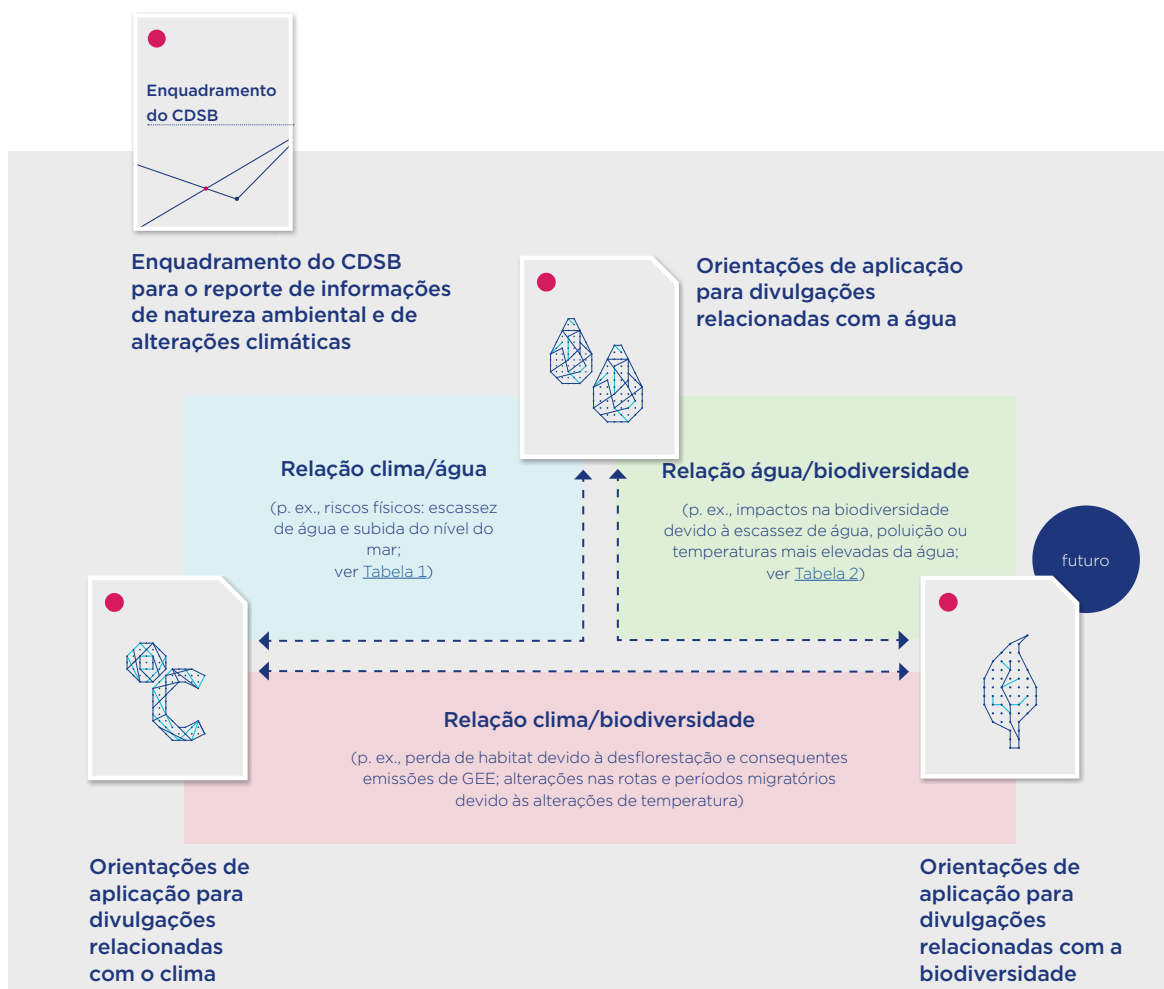 Enquadramento
do CDSB
Enquadramento do CDSB
para o reporte de informações
de natureza ambiental e de
alterações climáticas
Orientações de aplicação
para divulgações
relacionadas com a água
Relação clima/água
(p. ex., riscos físicos: escassez
de água e subida do nível do
mar;
ver Tabela 1)
Relação água/biodiversidade
(p. ex., impactos na biodiversidade
devido à escassez de água, poluição ou
temperaturas mais elevadas da água;
ver Tabela 2)
futuro
Relação clima/biodiversidade
(p. ex., perda de habitat devido à desflorestação e consequentes
emissões de GEE; alterações nas rotas e períodos migratórios
devido às alterações de temperatura)
Orientações de
aplicação para
divulgações
relacionadas
com o clima
Orientações de
aplicação para
divulgações
relacionadas com a
biodiversidade